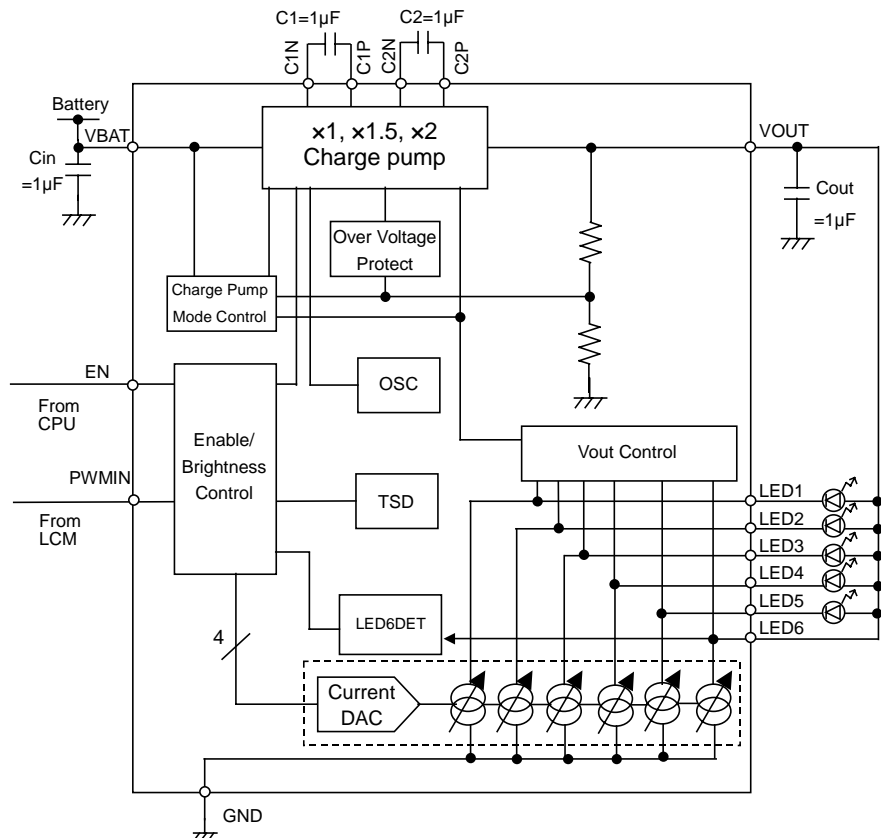 C1=1µF
C2=1µF
C1N
C1P
C2N
C2P
Battery
VBAT
Cin
=1µF
×1, ×1.5, ×2
Charge pump
VOUT
Cout
=1µF
Over Voltage
Protect
Charge Pump
Mode Control
EN
From
CPU
OSC
Enable/
Brightness
Control
Vout Control
PWMIN
From
LCM
TSD
LED1
LED2
LED3
LED4
LED5
LED6
LED6DET
4
Current
DAC
GND